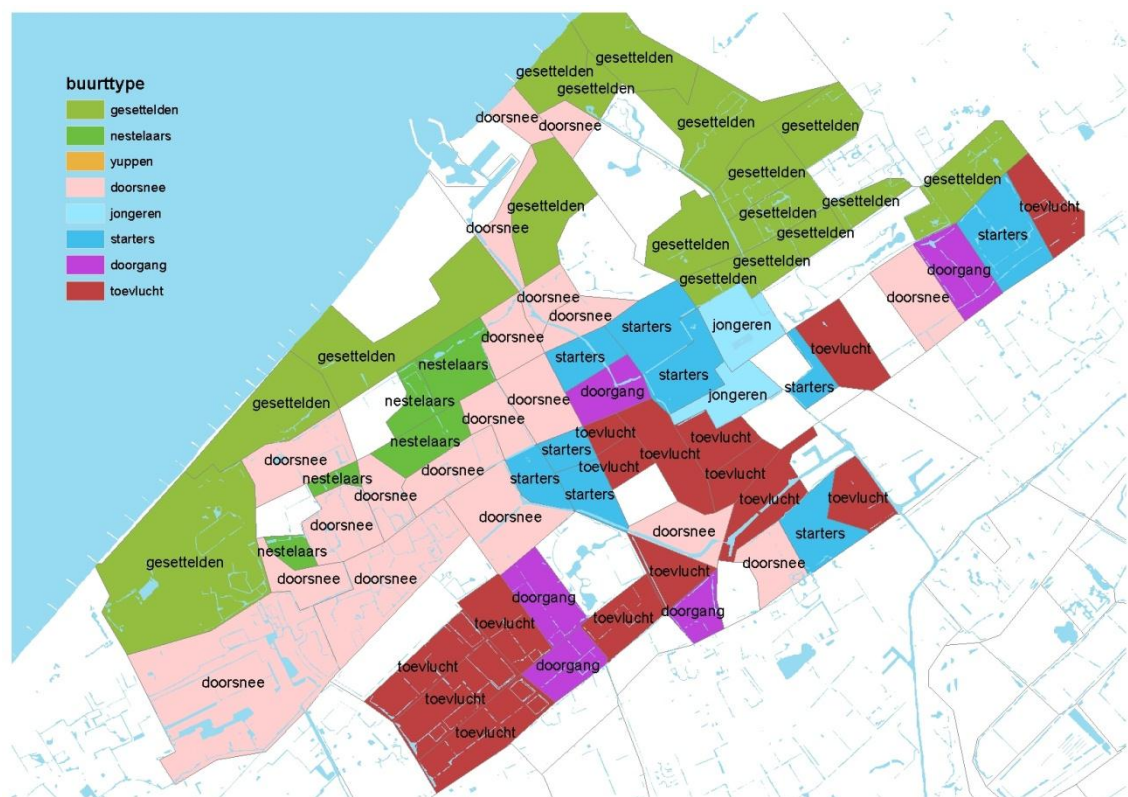 buurttype
gesettelden
nestelaars
yuppen
doorsnee
jongeren
starters
doorgang
toevlucht
gesettelden
gesettelden
gesettelden
gesettelden
doorsnee
doorsnee
gesettelden
gesettelden
gesettelden
gesettelden
toevlucht
gesettelden
gesettelden
gesettelden
gesettelden
doorsnee
starters
gesettelden
gesettelden
doorgang
gesettelden
doorsnee
doorsnee
doorsnee
doorsnee
starters
jongeren
toevlucht
gesettelden
starters
nestelaars
starters
starters
doorgang
jongeren
gesettelden
nestelaars
doorsnee
doorsnee
toevlucht
toevlucht
nestelaars
starters
toevlucht
doorsnee
nestelaars
doorsnee
doorsnee
starters
starters
toevlucht
toevlucht
toevlucht
toevlucht
doorsnee
doorsnee
doorsnee
starters
nestelaars
gesettelden
doorsnee
doorsnee
toevlucht
doorsnee
doorgang
doorgang
toevlucht
toevlucht
toevlucht
doorgang
doorsnee
toevlucht
toevlucht